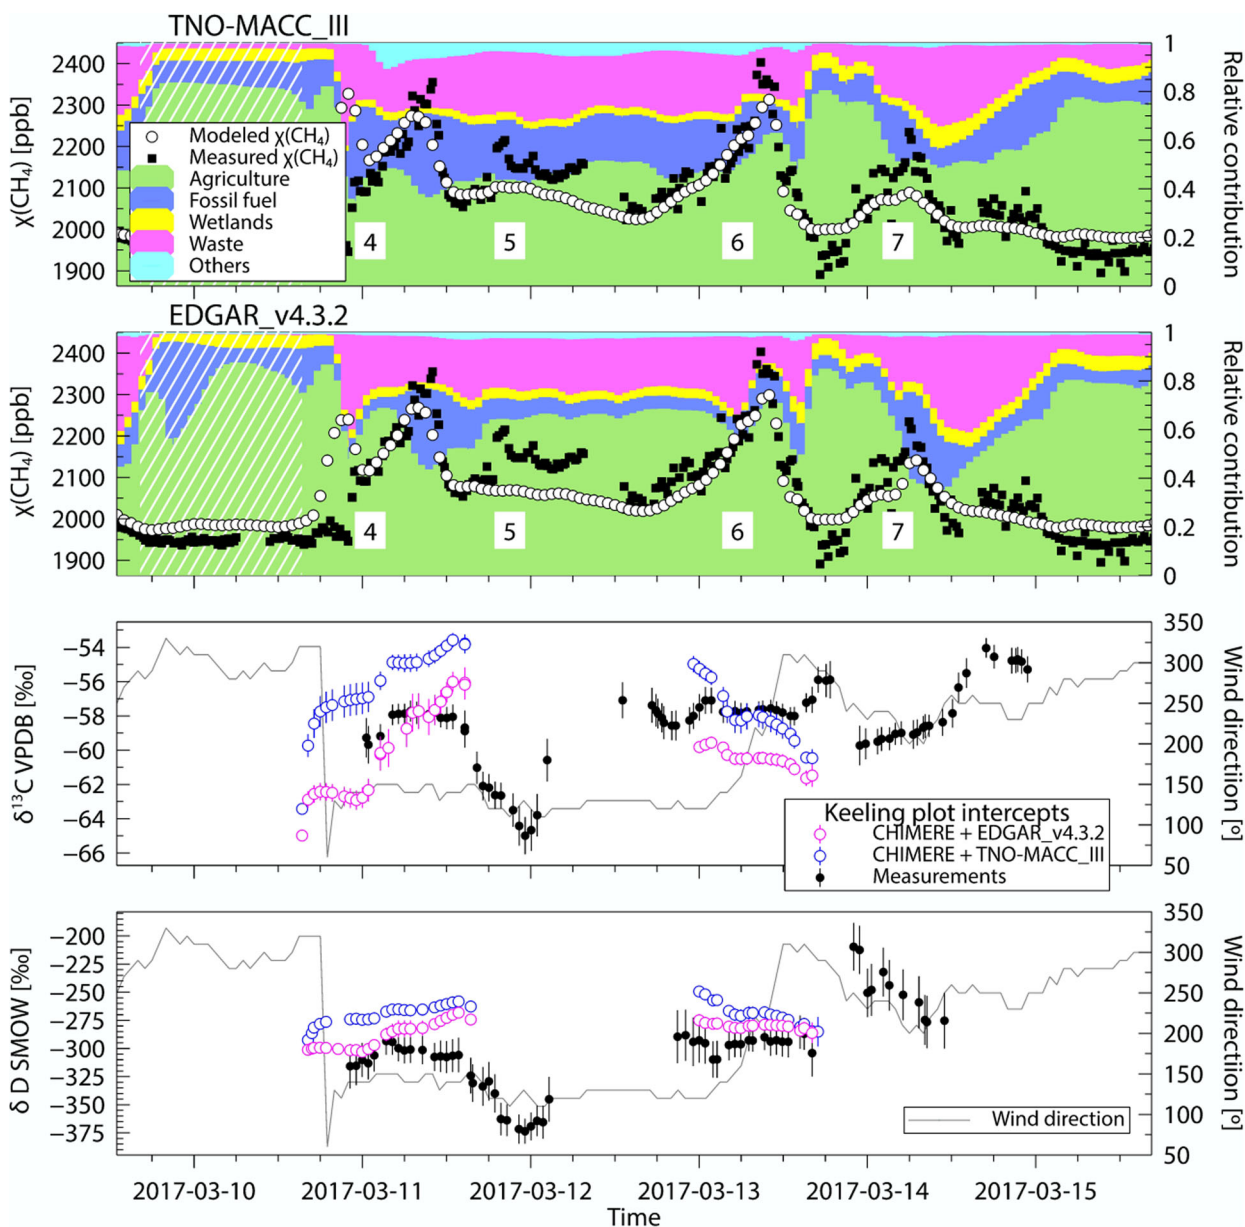 TNO-MACC_III
2400
2300
2200
2100
2000
1900
χ(CH₄) [ppb]
Modeled χ(CH₄)
Measured χ(CH₄)
Agriculture
Fossil fuel
Wetlands
Waste
Others
4
5
6
7
1
0.8
0.6
0.4
0.2
0
Relative contribution
EDGAR_v4.3.2
2400
2300
2200
2100
2000
1900
χ(CH₄) [ppb]
4
5
6
7
1
0.8
0.6
0.4
0.2
0
Relative contribution
−54
−56
−58
−60
−62
−64
−66
δ¹³C VPDB [‰]
350
300
250
200
150
100
50
Wind direction [º]
Keeling plot intercepts
CHIMERE + EDGAR_v4.3.2
CHIMERE + TNO-MACC_III
Measurements
−200
−225
−250
−275
−300
−325
−350
−375
δ D SMOW [‰]
350
300
250
200
150
100
50
Wind directiion [º]
Wind direction
2017-03-10
2017-03-11
2017-03-12
2017-03-13
2017-03-14
2017-03-15
Time